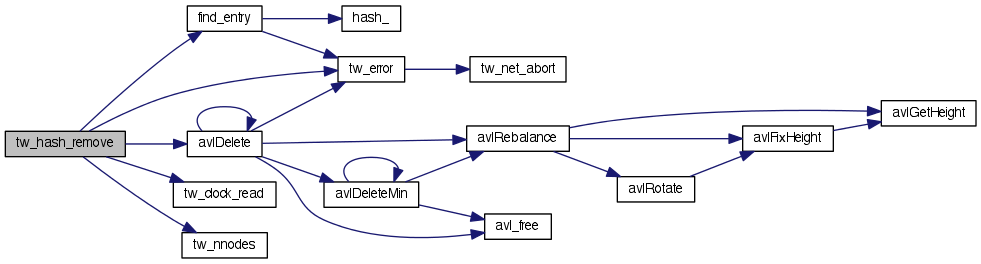 find_entry
hash_
tw_error
tw_net_abort
avlGetHeight
tw_hash_remove
avlDelete
avlRebalance
avlFixHeight
tw_clock_read
avlDeleteMin
avlRotate
avl_free
tw_nnodes